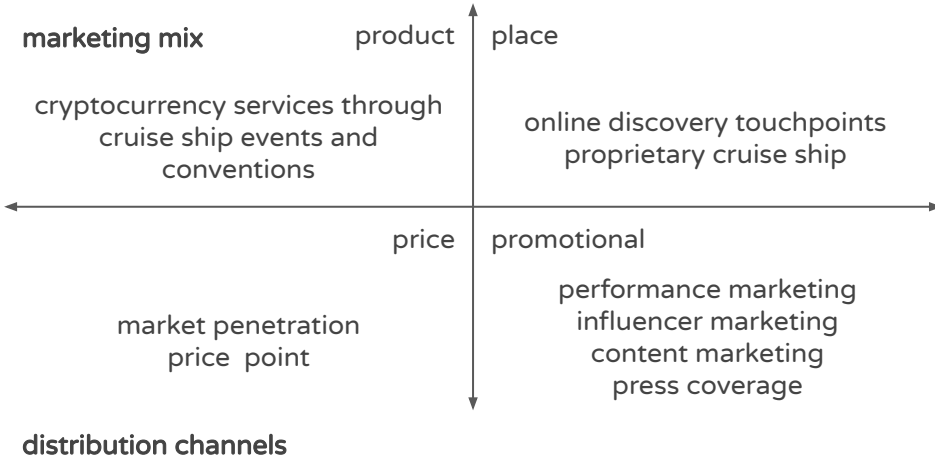 marketing mix
product
place
cryptocurrency services through
cruise ship events and
conventions
online discovery touchpoints
proprietary cruise ship
price
promotional
market penetration
price point
performance marketing
influencer marketing
content marketing
press coverage
distribution channels